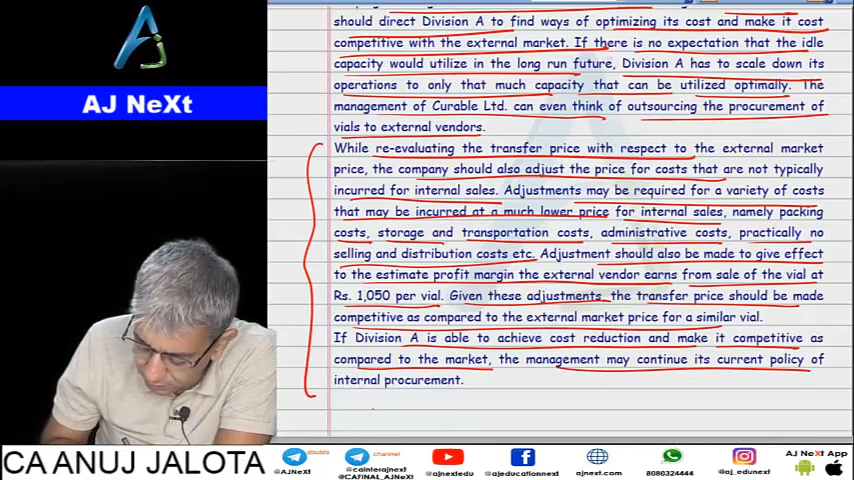 should direct Division A to find ways of optimizing its cost and make it cost
competitive with the external market. If there is no expectation that the idle
capacity would utilize in the long run future, Division A has to scale down its
operations to only that much capacity that can be utilized optimally. The
management of Curable Ltd. can even think of outsourcing the procurement of
vials to external vendors.
While re-evaluating the transfer price with respect to the external market
price, the company should also adjust the price for costs that are not typically
incurred for internal sales. Adjustments may be required for a variety of costs
that may be incurred at a much lower price for internal sales, namely packing
costs, storage and transportation costs, administrative costs, practically no
selling and distribution costs etc. Adjustment should also be made to give effect
to the estimate profit margin the external vendor earns from sale of the vial at
Rs. 1,050 per vial. Given these adjustments, the transfer price should be made
competitive as compared to the external market price for a similar vial.
If Division A is able to achieve cost reduction and make it competitive as
compared to the market, the management may continue its current policy of
internal procurement.
AJ NeXt
CA ANUJ JALOTA
doubts
@AJNeXt
channel
@cainterajnext
@CAFINAL_AJNeXt
@ajnextedu
@ajeducationnext
ajnext.com
8080324444
@aj_edunext
AJ NeXt App